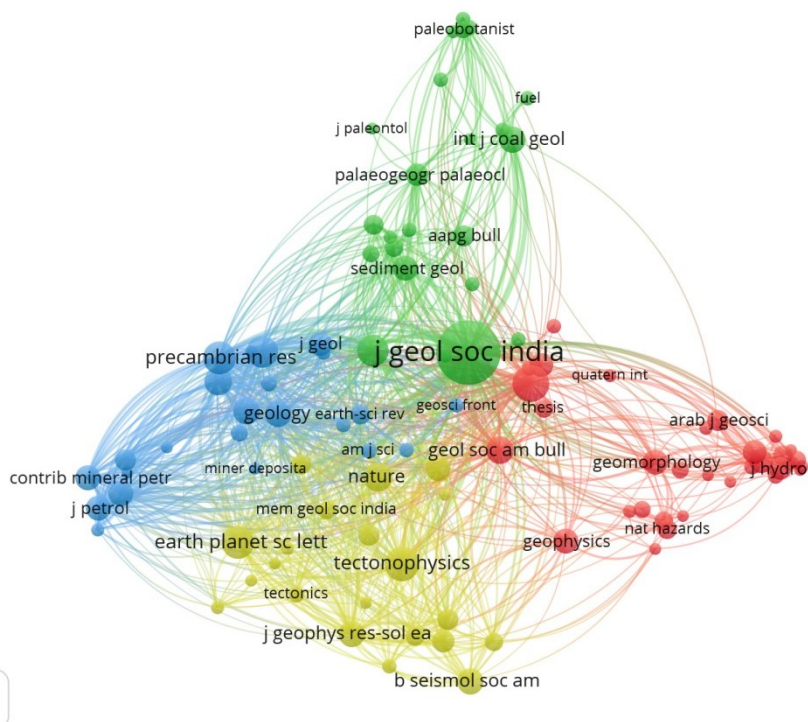 paleobotanist
fuel
j paleontol
int j coal geol
palaeogeogr palaeocl
aapg bull
sediment geol
j geol
j geol soc india
precambrian res
quatern int
geosci front
thesis
geology
earth-sci rev
arab j geosci
am j sci
geol soc am bull
miner deposita
nature
geomorphology
j hydro
contrib mineral petr
j petrol
mem geol soc india
nat hazards
earth planet sc lett
geophysics
tectonophysics
tectonics
j geophys res-sol ea
b seismol soc am